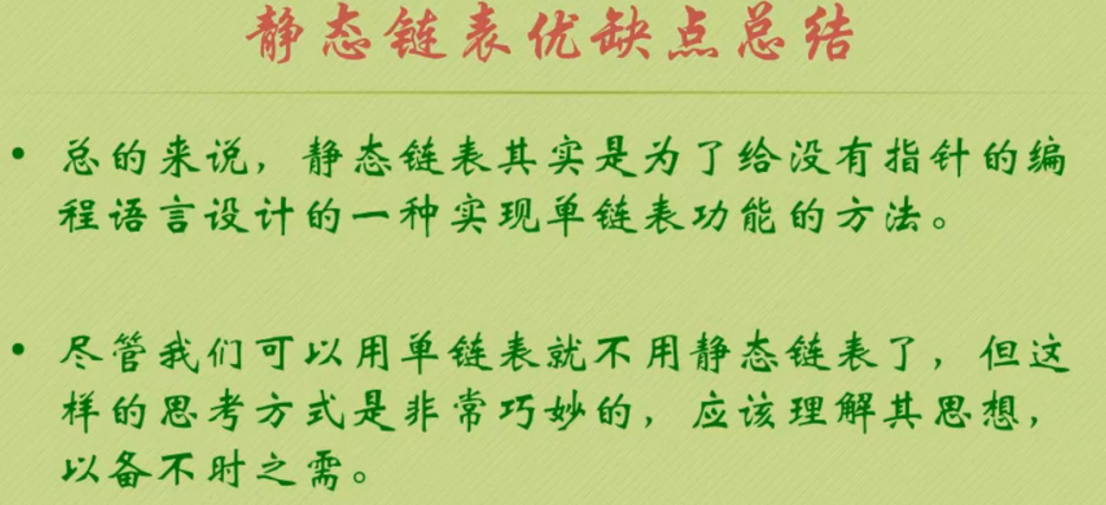 静态链表优缺点总结
• 总的来说，静态链表其实是为了给没有指针的编
程语言设计的一种实现单链表功能的方法。
• 尽管我们可以用单链表就不用静态链表了，但这
样的思考方式是非常巧妙的，应该理解其思想，
以备不时之需。